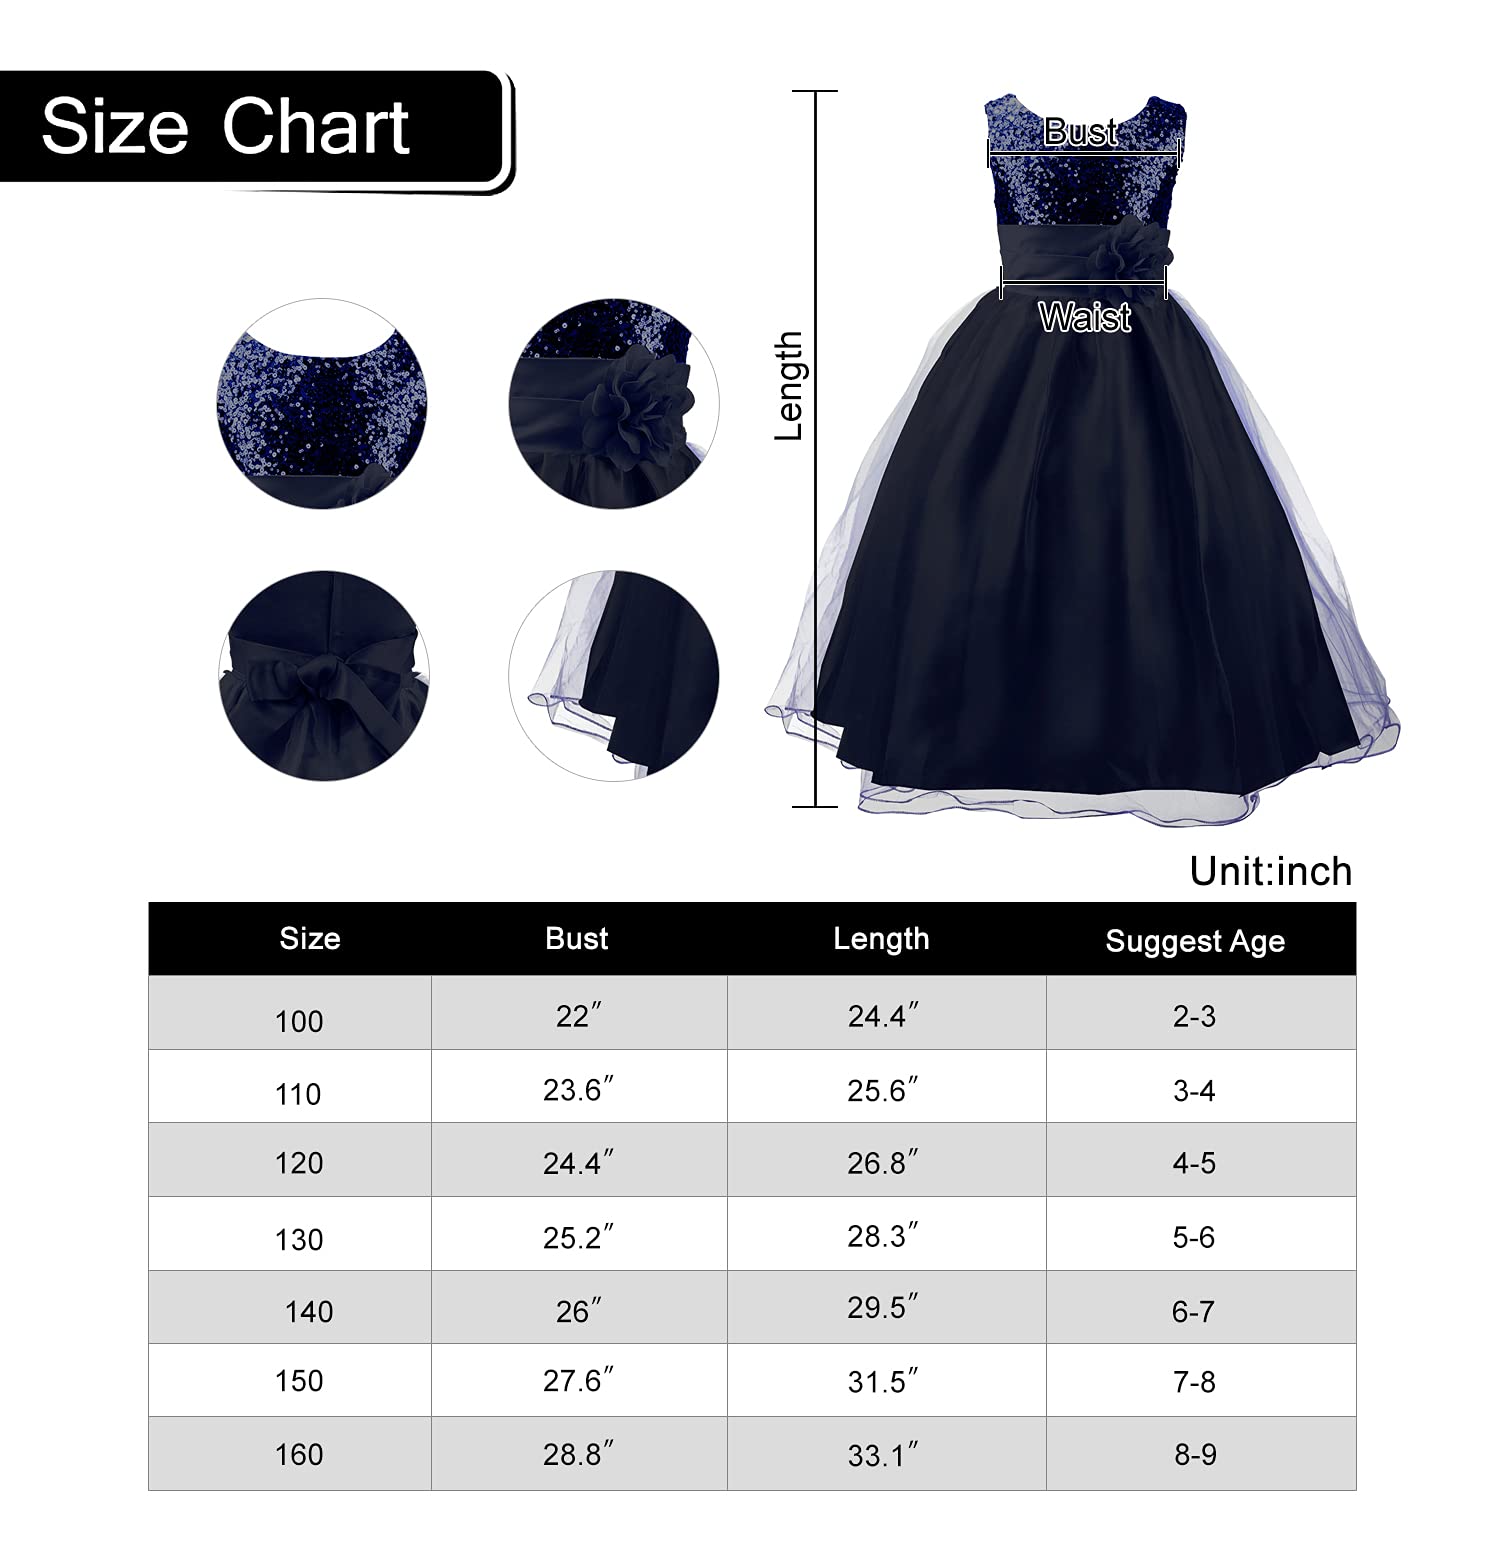 Size Chart
Bust
Waist
Length
Unit:inch
Size Bust Length Suggest Age
100 22″ 24.4″ 2-3
110 23.6″ 25.6″ 3-4
120 24.4″ 26.8″ 4-5
130 25.2″ 28.3″ 5-6
140 26″ 29.5″ 6-7
150 27.6″ 31.5″ 7-8
160 28.8″ 33.1″ 8-9